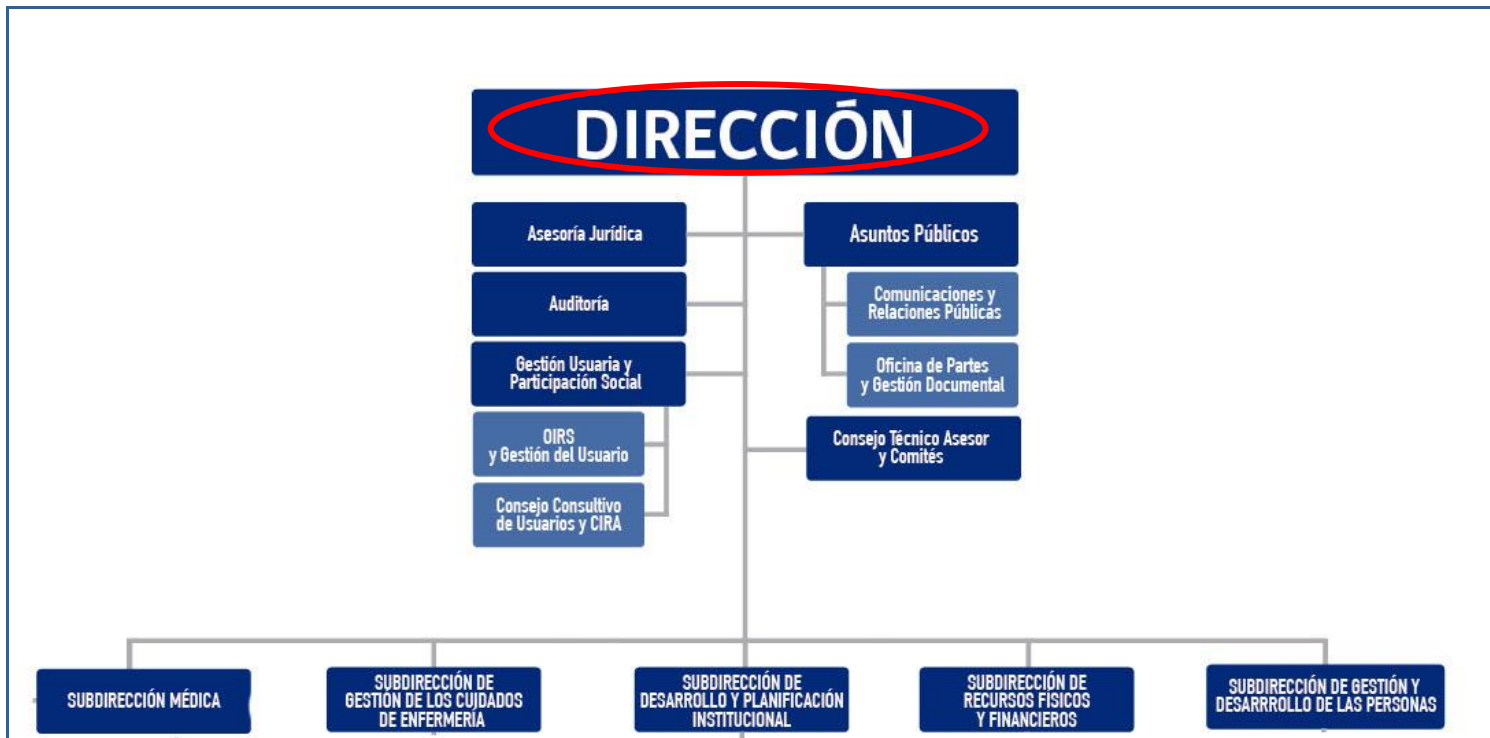 DIRECCIÓN
Asesoría Jurídica
Asuntos Públicos
Auditoría
Comunicaciones y
Relaciones Públicas
Gestión Usuaria y
Participación Social
Oficina de Partes
y Gestión Documental
OIRS
y Gestión del Usuario
Consejo Técnico Asesor
y Comités
Consejo Consultivo
de Usuarios y CIRA
SUBDIRECCIÓN MÉDICA
SUBDIRECCIÓN DE
GESTIÓN DE LOS CUIDADOS
DE ENFERMERÍA
SUBDIRECCIÓN DE
DESARROLLO Y PLANIFICACIÓN
INSTITUCIONAL
SUBDIRECCIÓN DE
RECURSOS FÍSICOS
Y FINANCIEROS
SUBDIRECCIÓN DE GESTIÓN Y
DESARRROLLO DE LAS PERSONAS